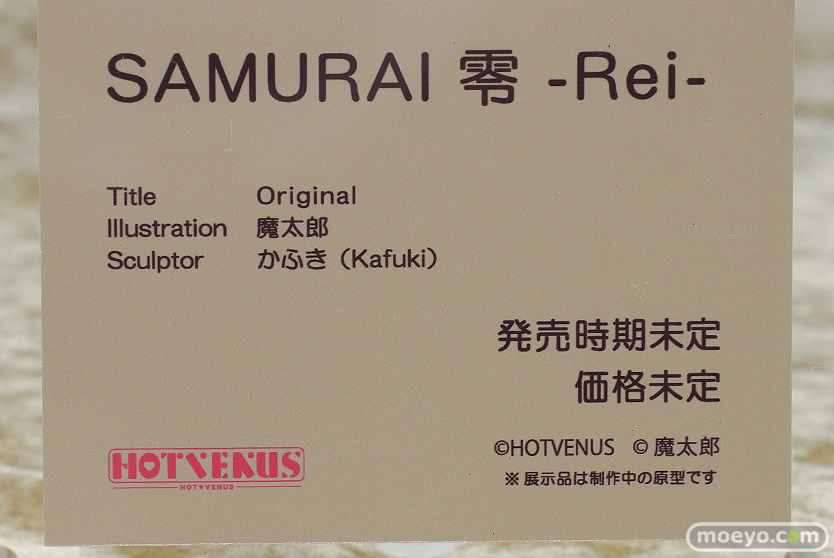 SAMURAI 零 -Rei-
Title Original
Illustration 魔太郎
Sculptor かふき（Kafuki）
発売時期未定
価格未定
©HOTVENUS © 魔太郎
※展示品は制作中の原型です
HOTVENUS
HOT♥VENUS
moeyo.com